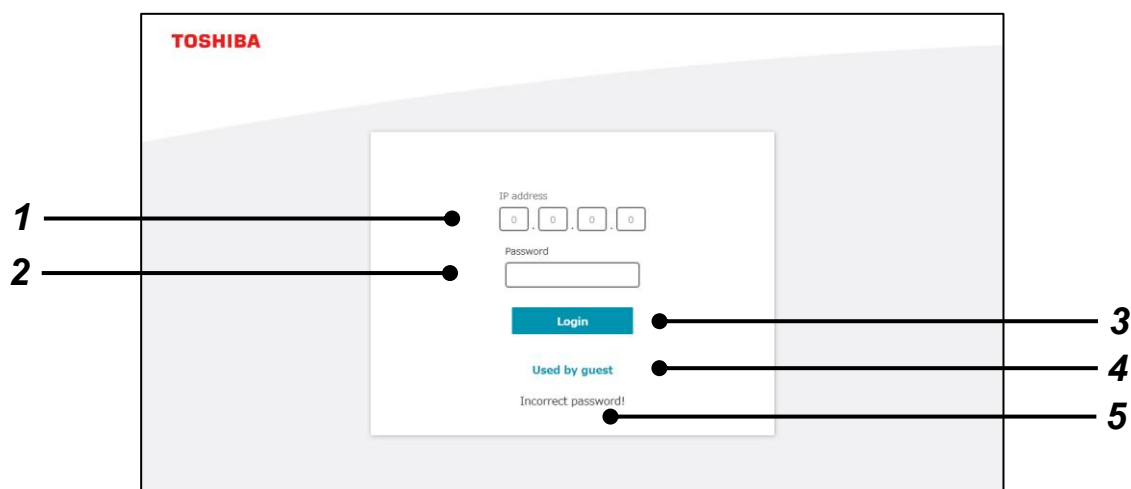 TOSHIBA
IP address
1
0 . 0 . 0 . 0
Password
2
Login
3
Used by guest
4
Incorrect password!
5